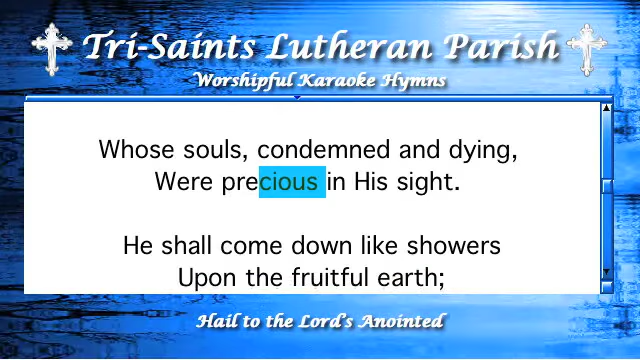 Tri-Saints Lutheran Parish
Worshipful Karaoke Hymns
Whose souls, condemned and dying,
Were precious in His sight.
He shall come down like showers
Upon the fruitful earth;
Hail to the Lord's Anointed